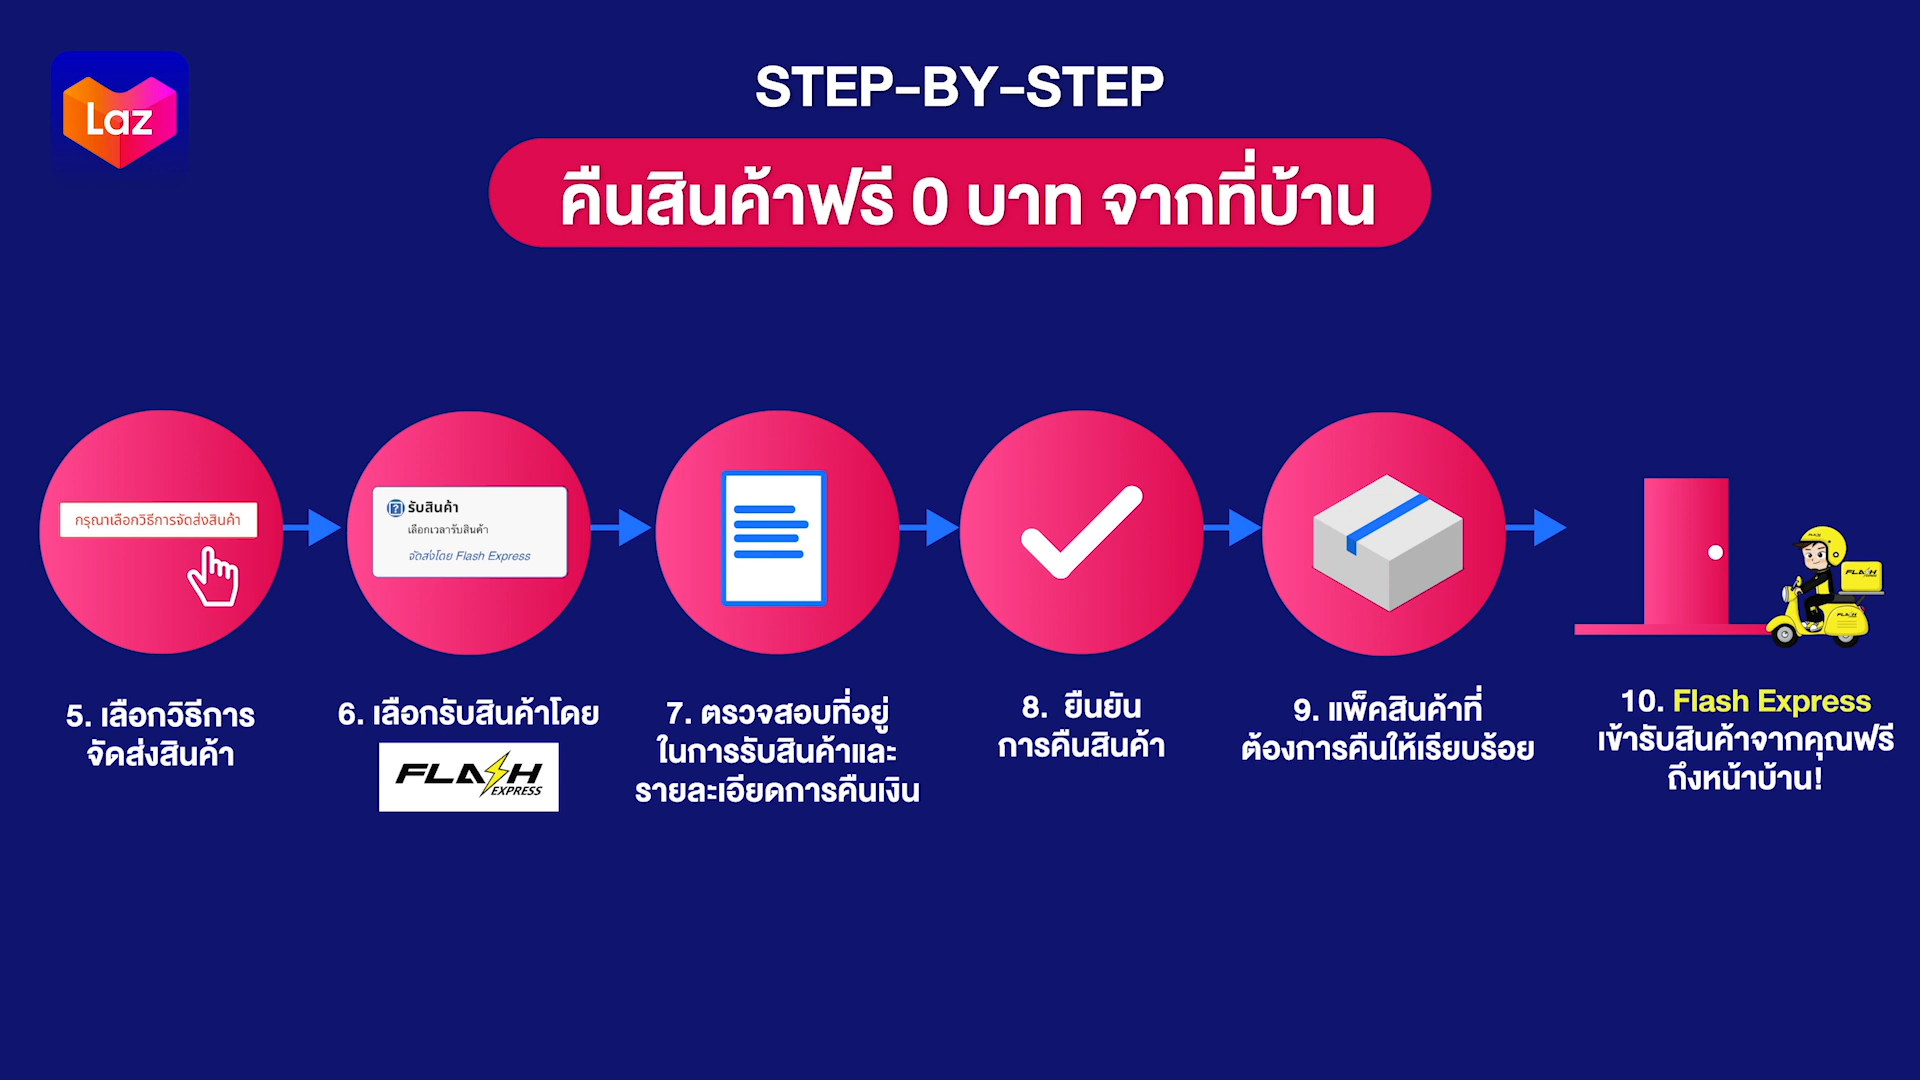 Laz
STEP-BY-STEP
คืนสินค้าฟรี 0 บาท จากที่บ้าน
กรุณาเลือกวิธีการจัดส่งสินค้า
รับสินค้า
เลือกเวลารับสินค้า
จัดส่งโดย Flash Express
5. เลือกวิธีการ
จัดส่งสินค้า
6. เลือกรับสินค้าโดย
FLASH
EXPRESS
7. ตรวจสอบที่อยู่
ในการรับสินค้าและ
รายละเอียดการคืนเงิน
8. ยืนยัน
การคืนสินค้า
9. แพ็คสินค้าที่
ต้องการคืนให้เรียบร้อย
FLASH
FLASH
10. Flash Express
เข้ารับสินค้าจากคุณฟรี
ถึงหน้าบ้าน!